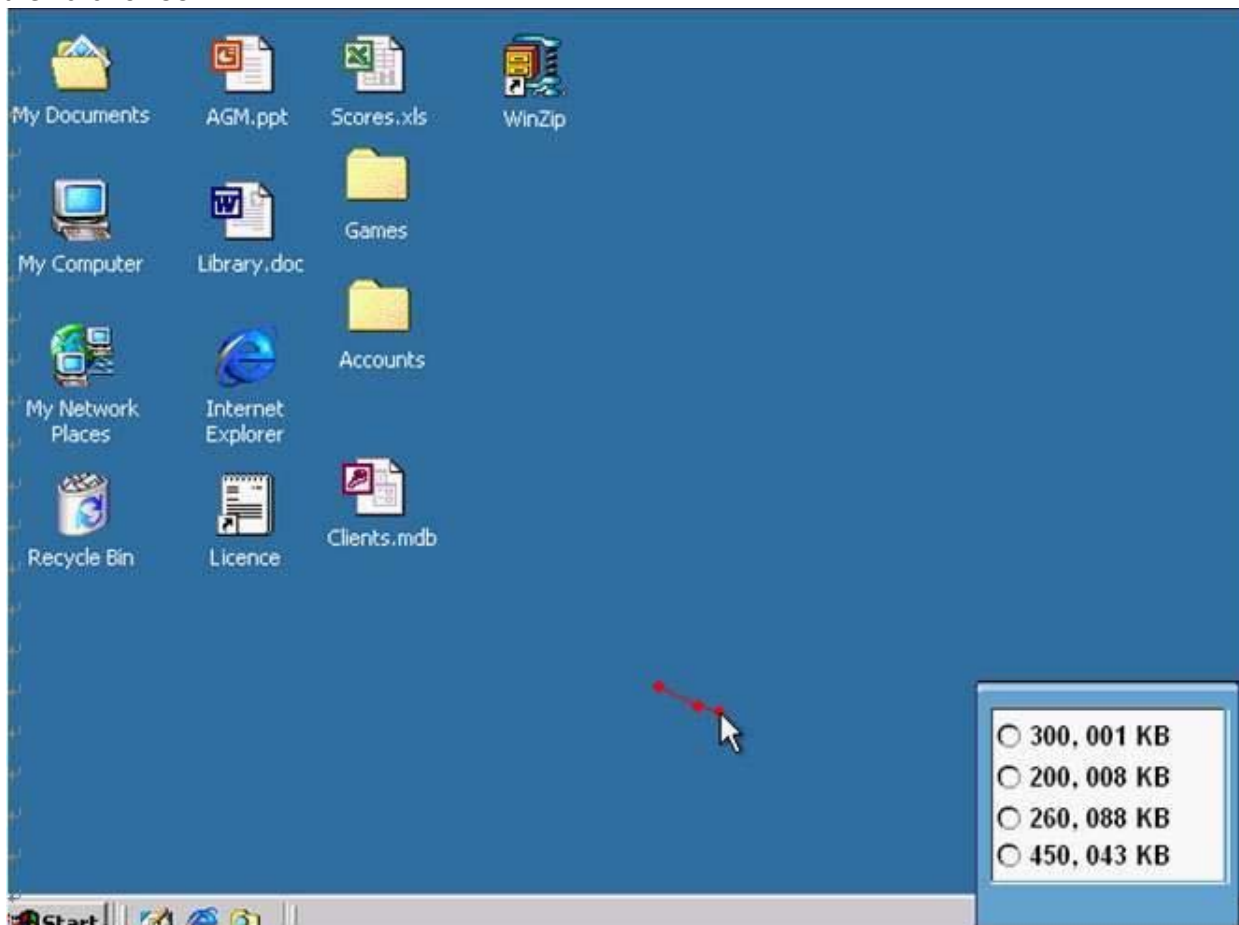 My Documents
AGM.ppt
Scores.xls
WinZip
My Computer
Library.doc
Games
Accounts
My Network
Places
Internet
Explorer
Recycle Bin
Licence
Clients.mdb
300, 001 KB
200, 008 KB
260, 088 KB
450, 043 KB
Start